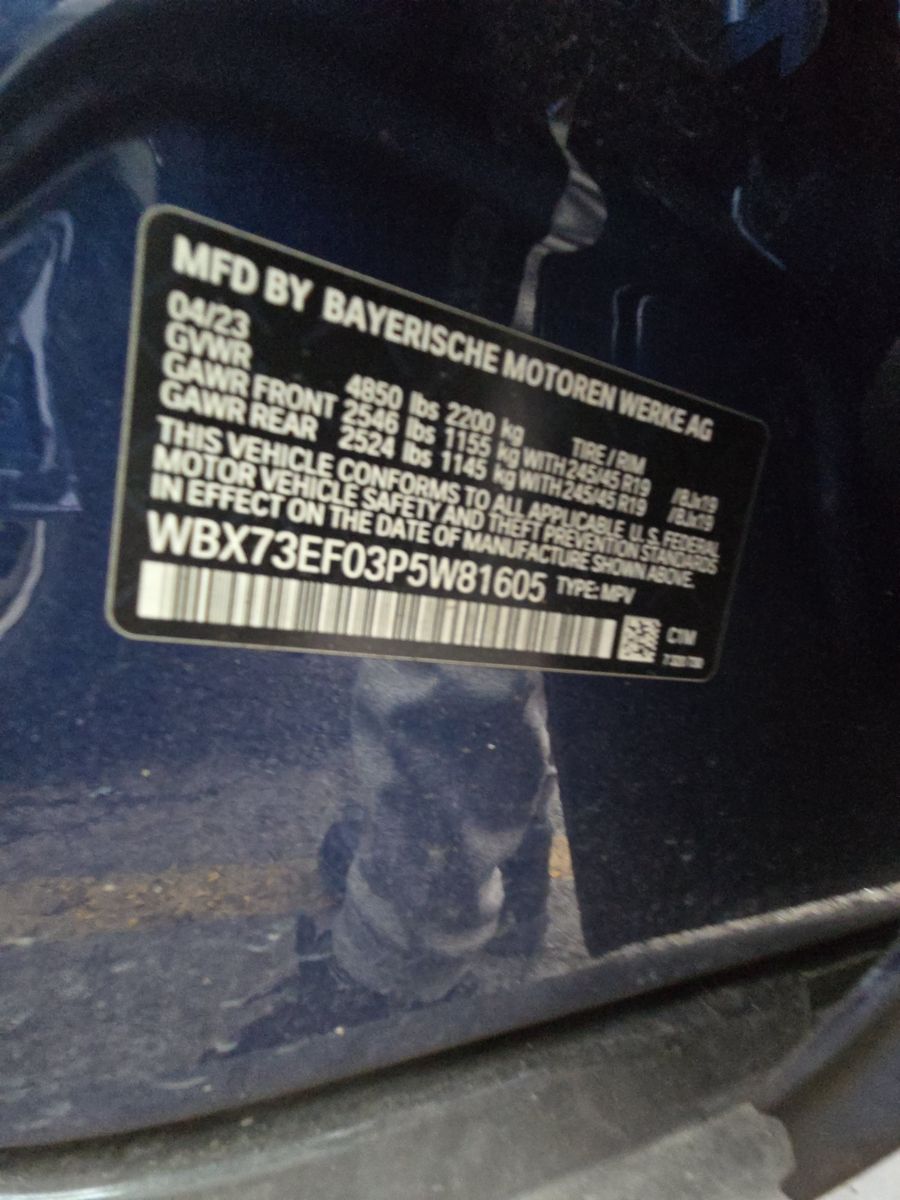 MFD BY BAYERISCHE MOTOREN WERKE AG
04/23
GVWR 4850 lbs 2200 kg TIRE / RIM
GAWR FRONT 2546 lbs 1155 kg WITH 245/45 R19 /8Jx19
GAWR REAR 2524 lbs 1145 kg WITH 245/45 R19 /8Jx19
THIS VEHICLE CONFORMS TO ALL APPLICABLE, U.S. FEDERAL
MOTOR VEHICLE SAFETY AND THEFT PREVENTION STANDARDS
IN EFFECT ON THE DATE OF MANUFACTURE SHOWN ABOVE.
WBX73EF03P5W81605 TYPE: MPV
C1M